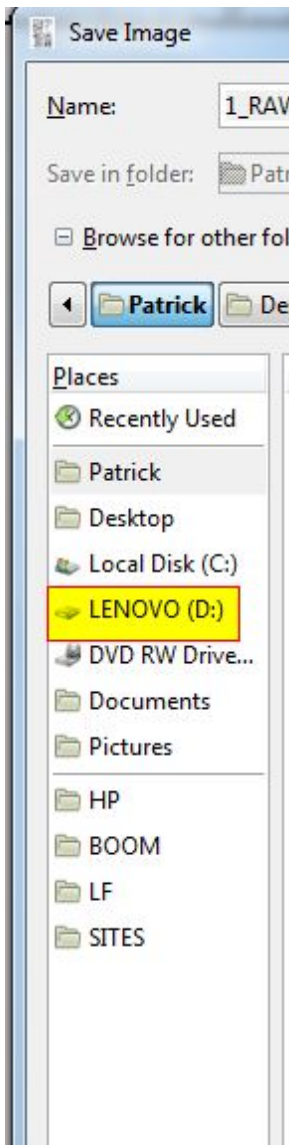 Save Image
Name: 1_RAW
Save in folder: Pat
Browse for other fol
Patrick De
Places
Recently Used
Patrick
Desktop
Local Disk (C:)
LENOVO (D:)
DVD RW Drive...
Documents
Pictures
HP
BOOM
LF
SITES